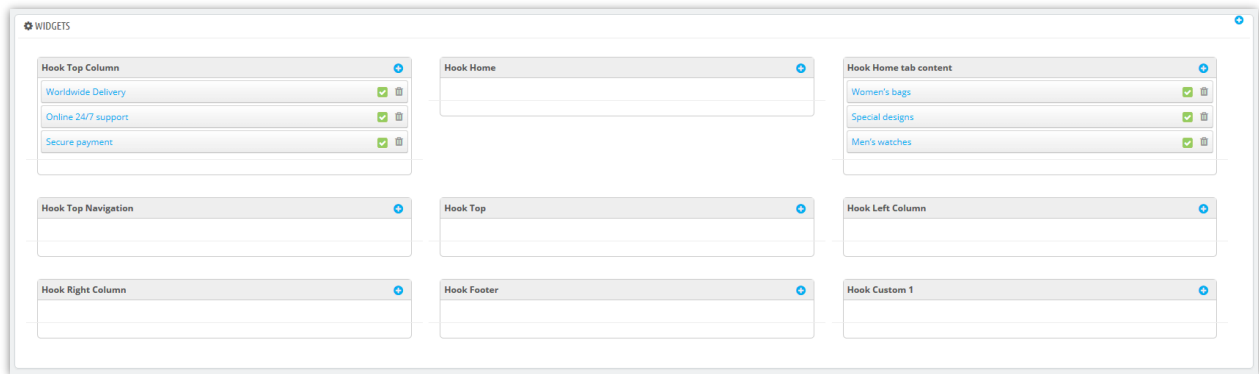 WIDGETS
Hook Top Column
Worldwide Delivery
Online 24/7 support
Secure payment
Hook Home
Hook Home tab content
Women's bags
Special designs
Men's watches
Hook Top Navigation
Hook Top
Hook Left Column
Hook Right Column
Hook Footer
Hook Custom 1